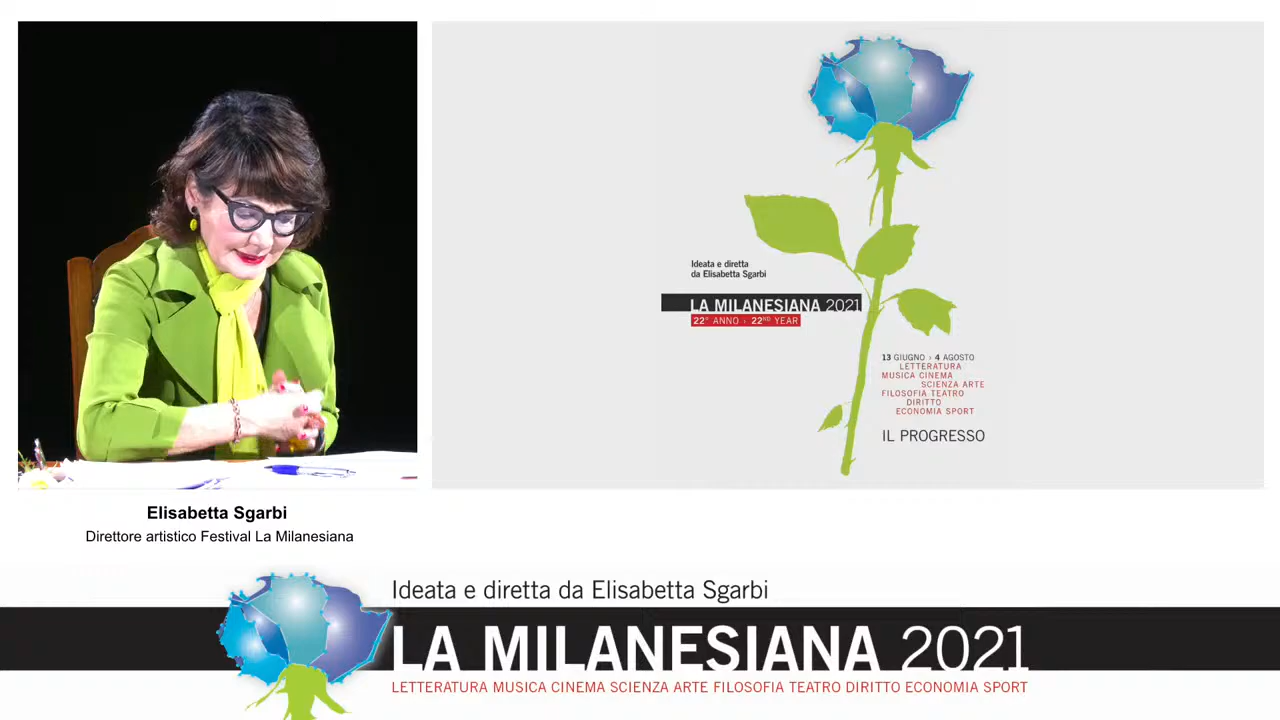 Ideata e diretta
da Elisabetta Sgarbi
LA MILANESIANA 2021
22° ANNO › 22ND YEAR
13 GIUGNO › 4 AGOSTO
LETTERATURA
MUSICA CINEMA
SCIENZA ARTE
FILOSOFIA TEATRO
DIRITTO
ECONOMIA SPORT
IL PROGRESSO
Elisabetta Sgarbi
Direttore artistico Festival La Milanesiana
Ideata e diretta da Elisabetta Sgarbi
LA MILANESIANA 2021
LETTERATURA MUSICA CINEMA SCIENZA ARTE FILOSOFIA TEATRO DIRITTO ECONOMIA SPORT